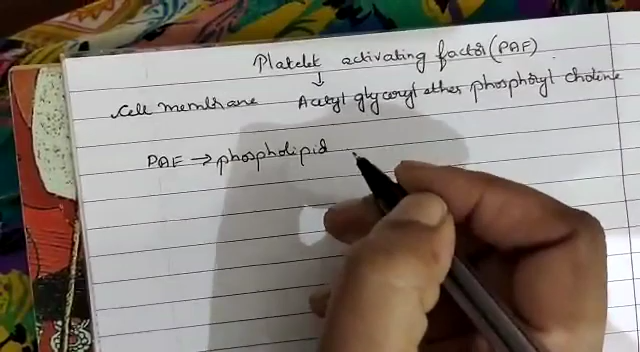 Platelet activating factor (PAF)
↓
Cell membrane Acetyl glyceryl ether phosphoryl choline
PAF → phospholipid